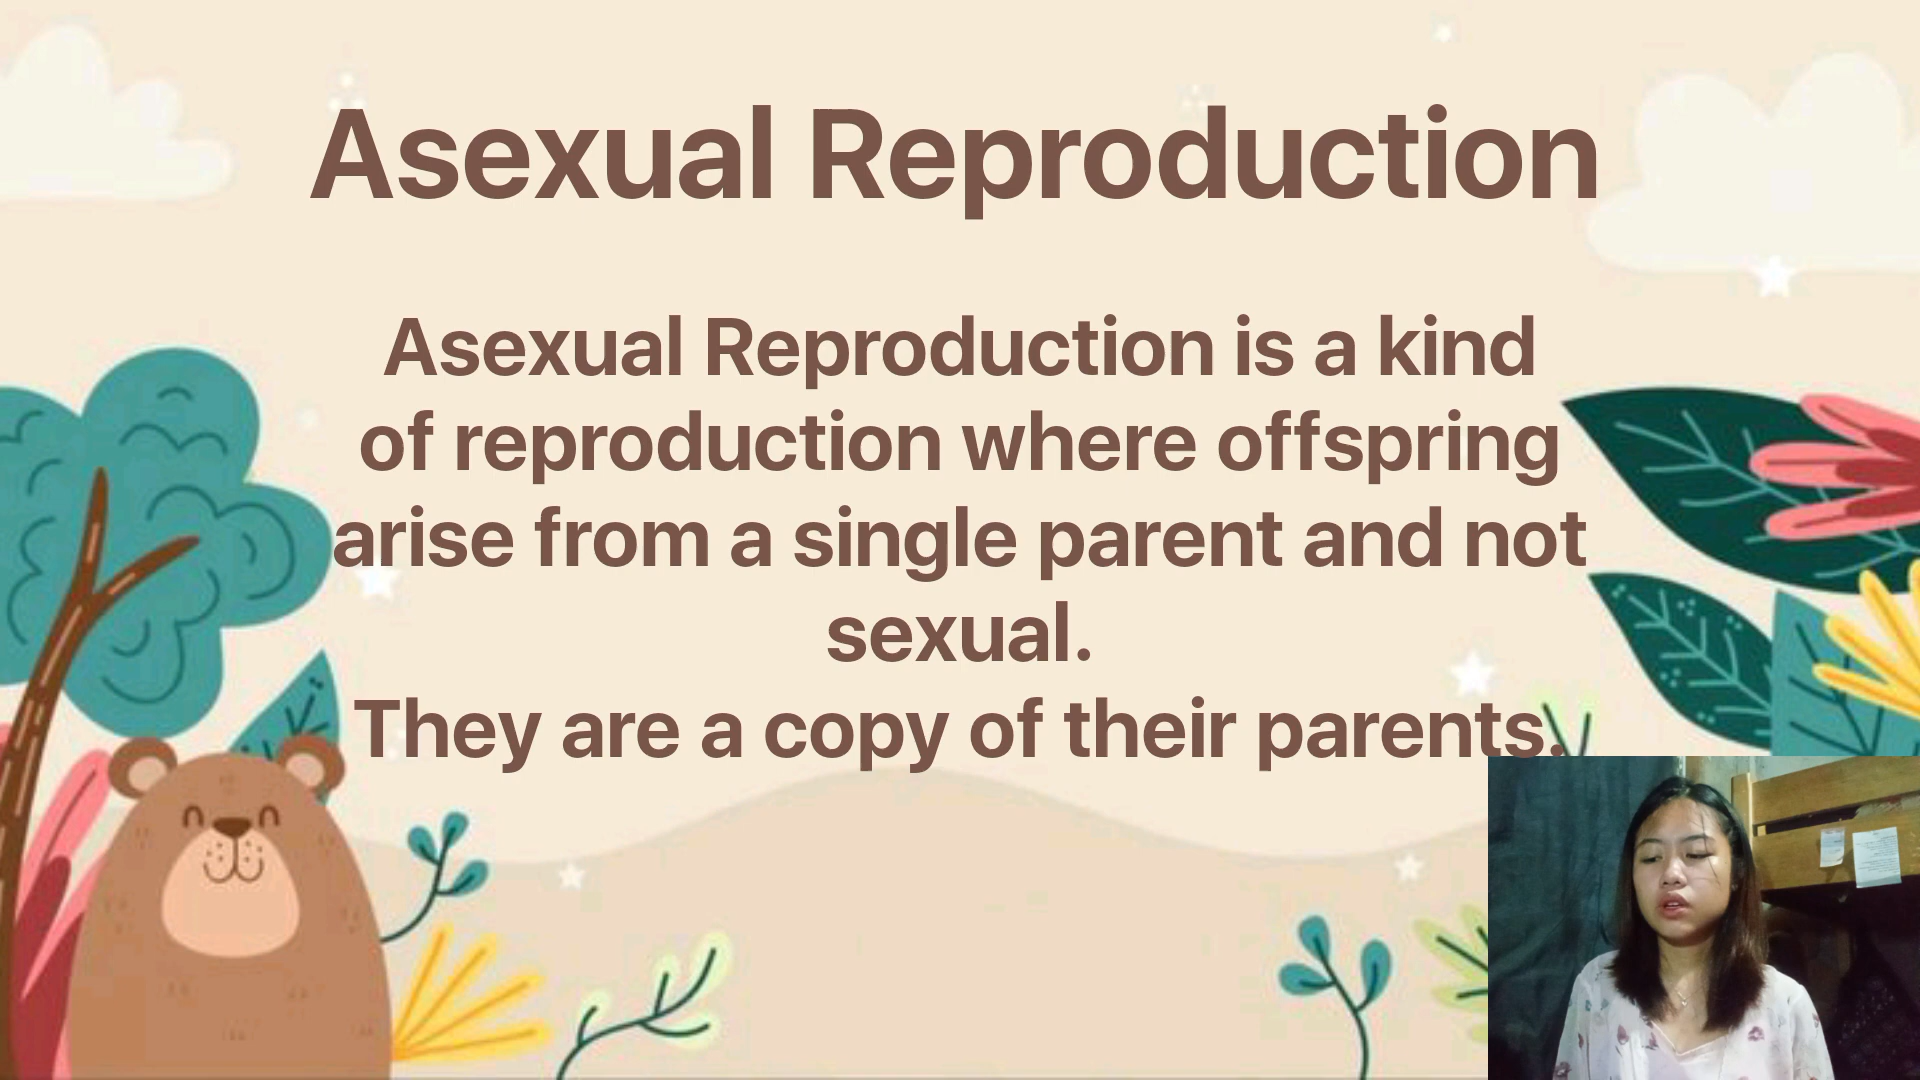 Asexual Reproduction
Asexual Reproduction is a kind
of reproduction where offspring
arise from a single parent and not
sexual.
They are a copy of their parents.